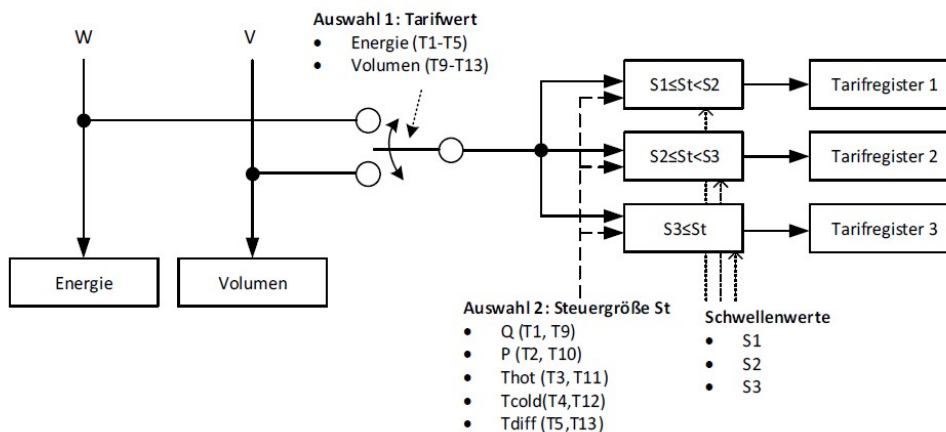 W
V
Auswahl 1: Tarifwert
• Energie (T1-T5)
• Volumen (T9-T13)
S1≤St<S2
Tarifregister 1
S2≤St<S3
Tarifregister 2
S3≤St
Tarifregister 3
Energie
Volumen
Auswahl 2: Steuergröße St
• Q (T1, T9)
• P (T2, T10)
• Thot (T3, T11)
• Tcold(T4,T12)
• Tdiff (T5,T13)
Schwellenwerte
• S1
• S2
• S3